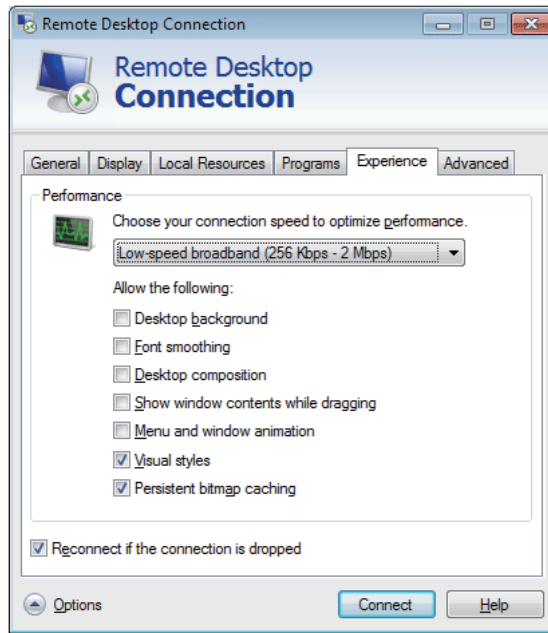 Remote Desktop Connection
Remote Desktop
Connection
General Display Local Resources Programs Experience Advanced
Performance
Choose your connection speed to optimize performance.
Low-speed broadband (256 Kbps - 2 Mbps)
Allow the following:
Desktop background
Font smoothing
Desktop composition
Show window contents while dragging
Menu and window animation
Visual styles
Persistent bitmap caching
Reconnect if the connection is dropped
Options Connect Help